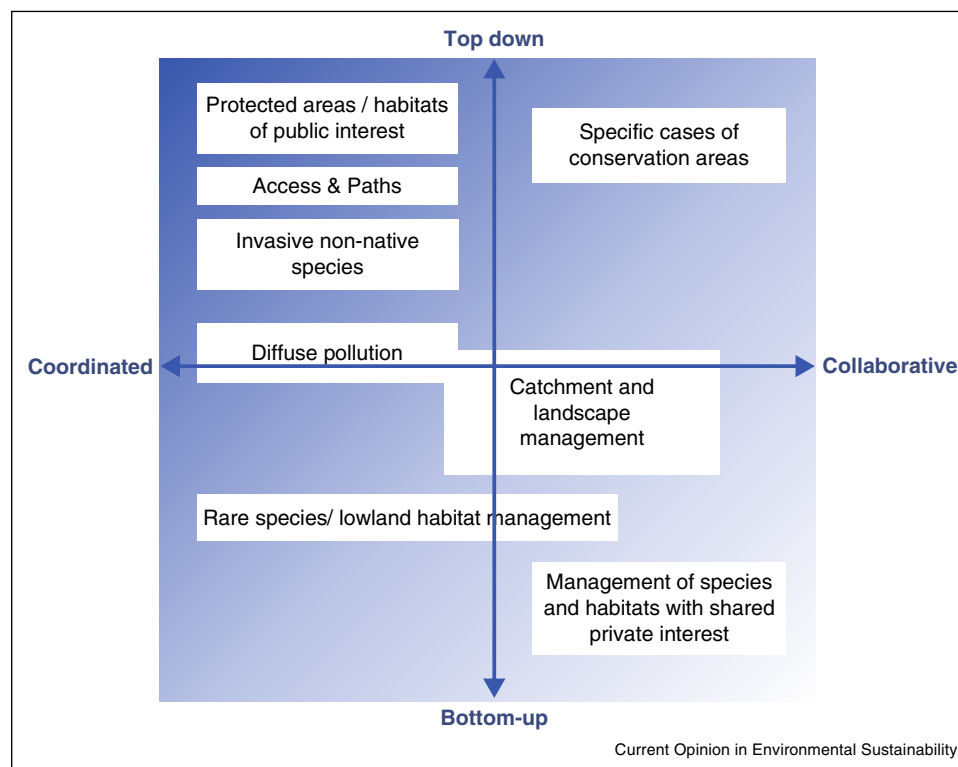 Top down
Protected areas / habitats
of public interest
Specific cases of
conservation areas
Access & Paths
Invasive non-native
species
Diffuse pollution
Coordinated
Collaborative
Catchment and
landscape
management
Rare species/ lowland habitat management
Management of species
and habitats with shared
private interest
Bottom-up
Current Opinion in Environmental Sustainability